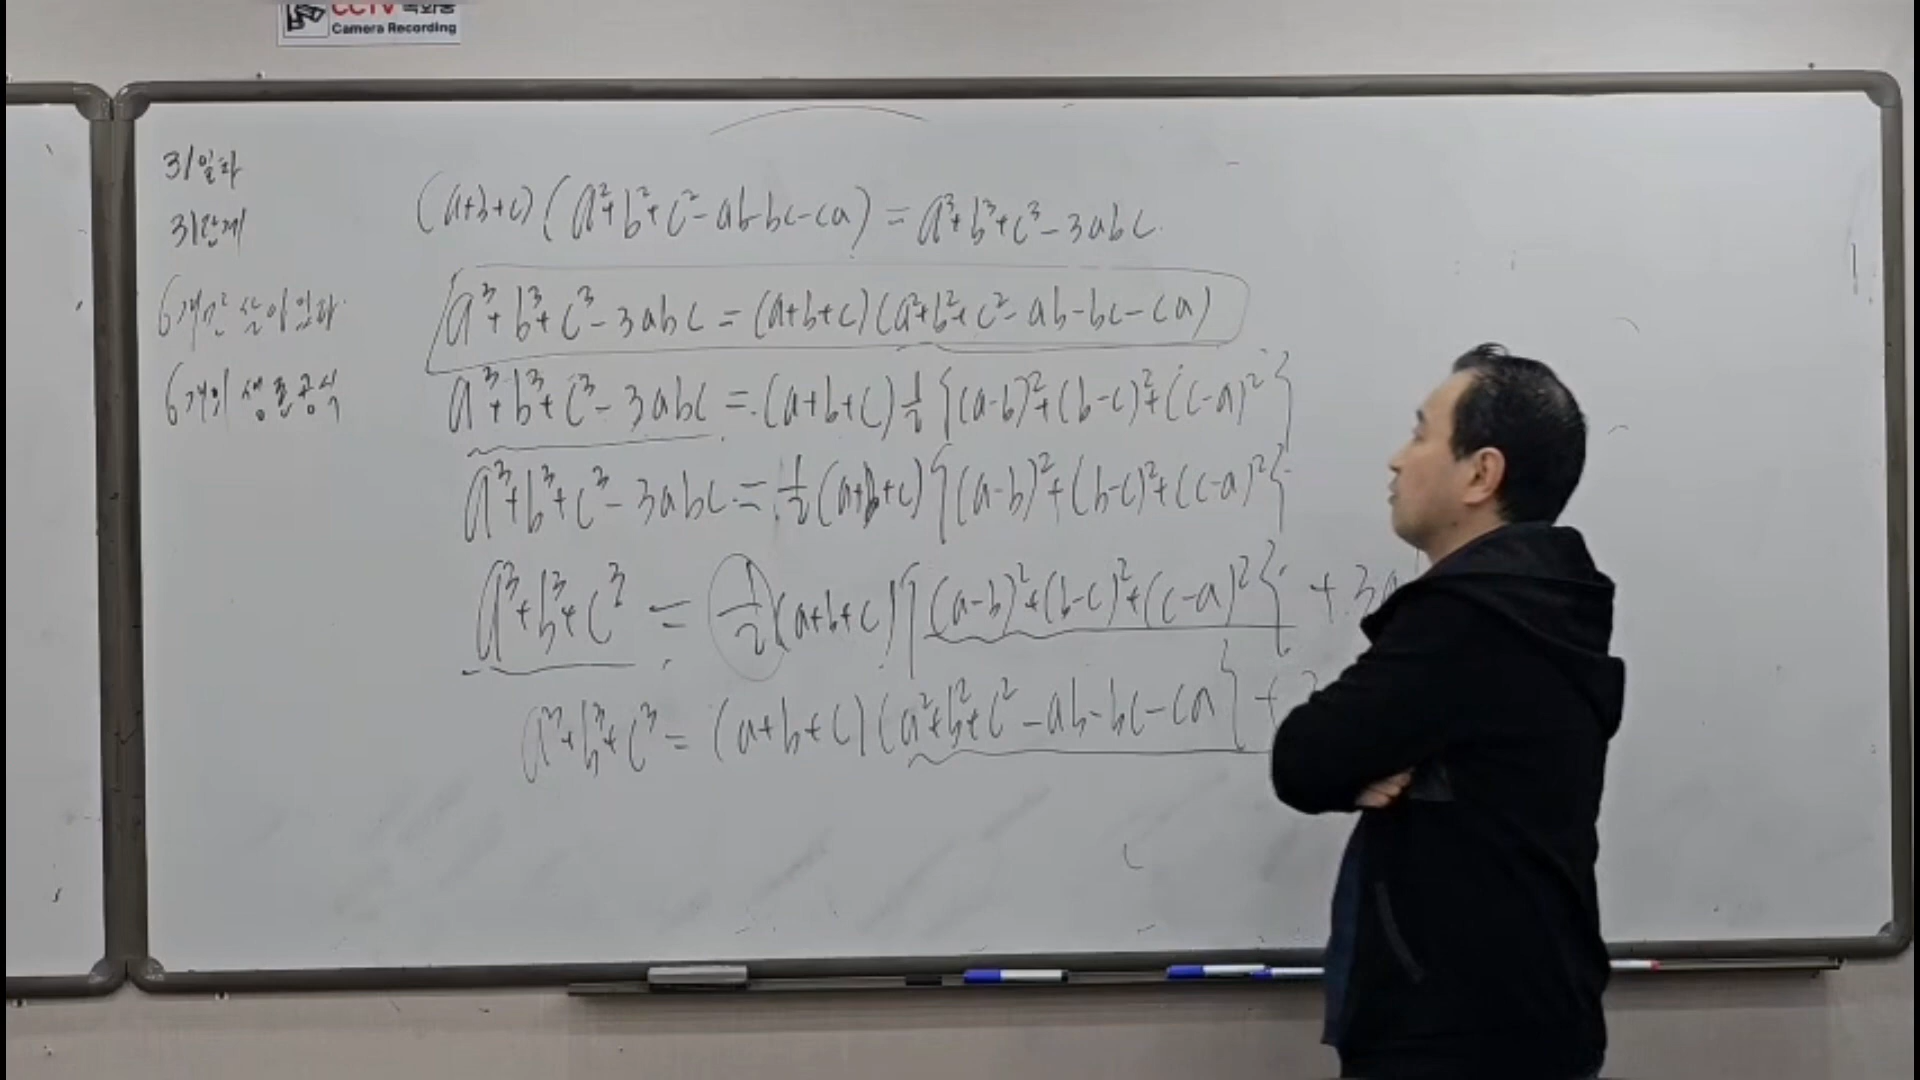 CCTV 녹화중
Camera Recording
31일차
31단계
6개만 살아있다
6개의 생존공식
(a+b+c)(a²+b²+c²-ab-bc-ca)=a³+b³+c³-3abc
a³+b³+c³-3abc=(a+b+c)(a²+b²+c²-ab-bc-ca)
a³+b³+c³-3abc=(a+b+c)½{(a-b)²+(b-c)²+(c-a)²}
a³+b³+c³-3abc=½(a+b+c){(a-b)²+(b-c)²+(c-a)²}
a³+b³+c³=½(a+b+c){(a-b)²+(b-c)²+(c-a)²}+3a
a³+b³+c³=(a+b+c)(a²+b²+c²-ab-bc-ca}+